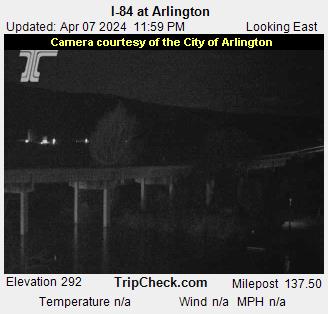 I-84 at Arlington
Updated: Apr 07 2024 11:59 PM Looking East
Camera courtesy of the City of Arlington
Elevation 292 TripCheck.com Milepost 137.50
Temperature n/a Wind n/a MPH n/a